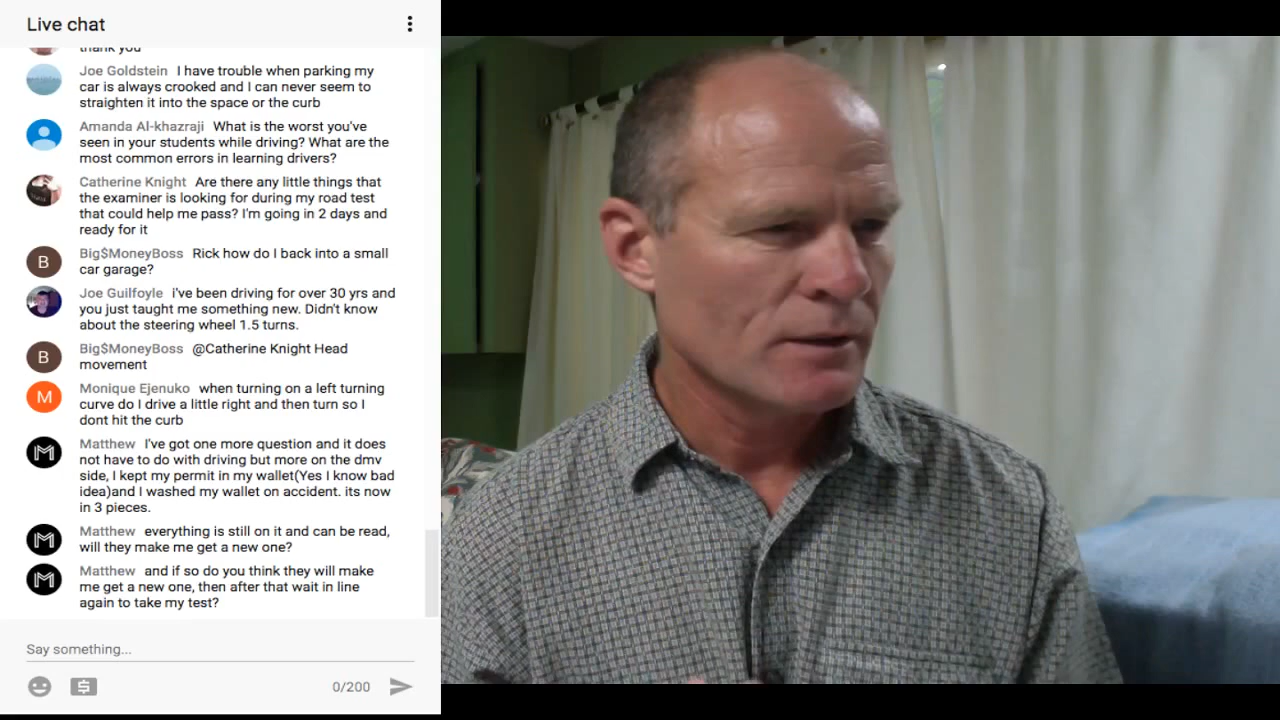 Live chat
thank you
Joe Goldstein I have trouble when parking my
car is always crooked and I can never seem to
straighten it into the space or the curb
Amanda Al-khazraji What is the worst you've
seen in your students while driving? What are the
most common errors in learning drivers?
Catherine Knight Are there any little things that
the examiner is looking for during my road test
that could help me pass? I'm going in 2 days and
ready for it
B
Big$MoneyBoss Rick how do I back into a small
car garage?
Joe Guilfoyle i've been driving for over 30 yrs and
you just taught me something new. Didn't know
about the steering wheel 1.5 turns.
B
Big$MoneyBoss @Catherine Knight Head
movement
M
Monique Ejenuko when turning on a left turning
curve do I drive a little right and then turn so I
dont hit the curb
Matthew I've got one more question and it does
not have to do with driving but more on the dmv
side, I kept my permit in my wallet(Yes I know bad
idea)and I washed my wallet on accident. its now
in 3 pieces.
Matthew everything is still on it and can be read,
will they make me get a new one?
Matthew and if so do you think they will make
me get a new one, then after that wait in line
again to take my test?
Say something...
$
0/200